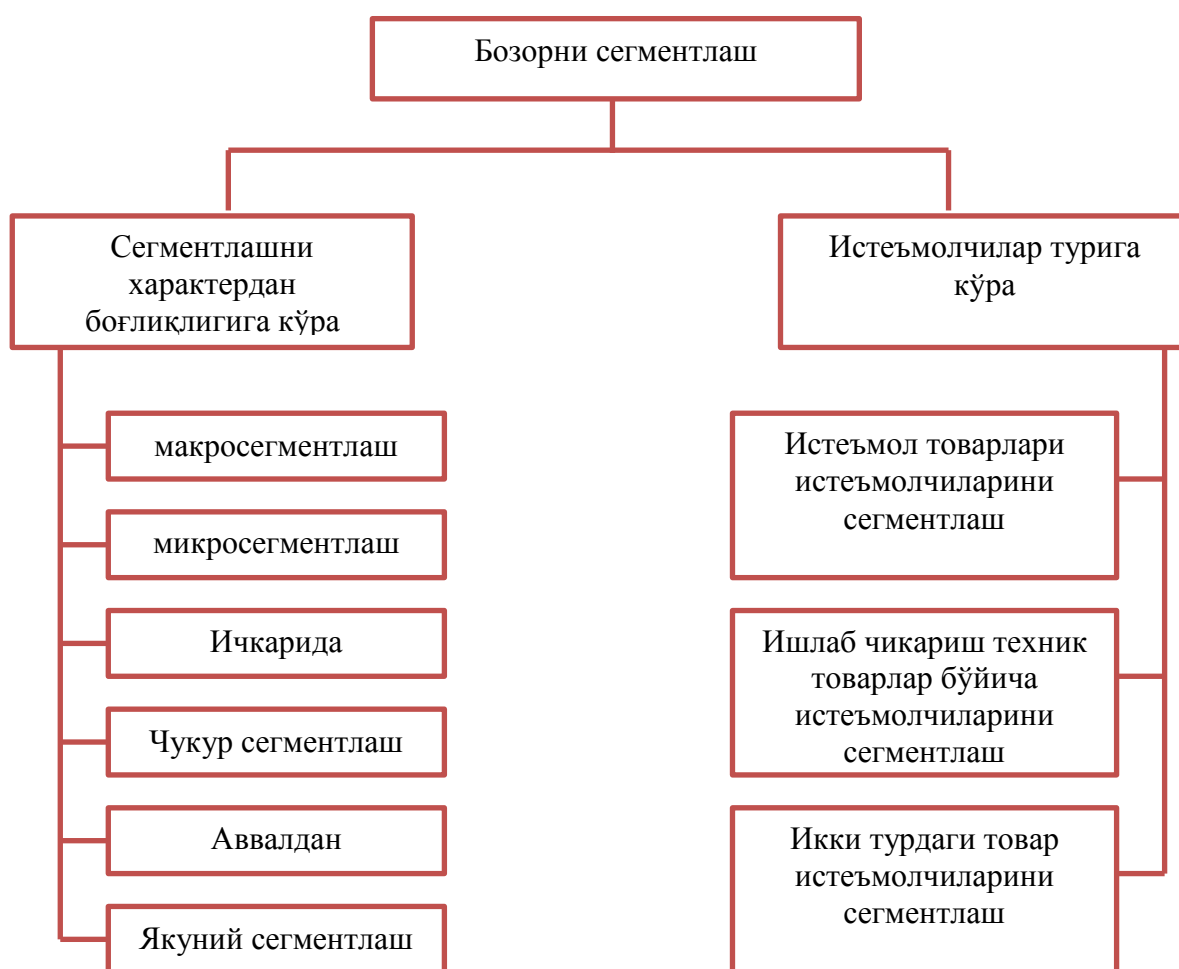 Бозорни сегментлаш
Сегментлашни
характердан
боғлиқлигига кўра
макросегментлаш
микросегментлаш
Ичкарида
Чукур сегментлаш
Аввалдан
Якуний сегментлаш
Истеъмолчилар турига
кўра
Истеъмол товарлари
истеъмолчиларини
сегментлаш
Ишлаб чикариш техник
товарлар бўйича
истеъмолчиларини
сегментлаш
Икки турдаги товар
истеъмолчиларини
сегментлаш